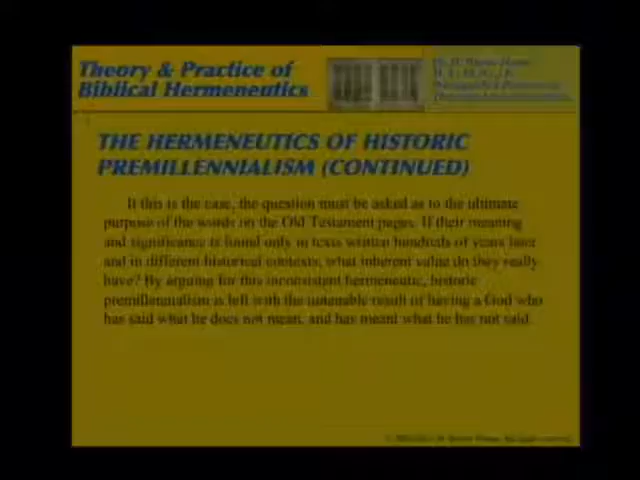 Theory & Practice of
Biblical Hermeneutics
THE HERMENEUTICS OF HISTORIC
PREMILLENNIALISM (CONTINUED)
If this is the case, the question must be asked as to the ultimate
purpose of the words on the Old Testament pages. If their meaning
and significance is found only in texts written hundreds of years later
and in different historical contexts, what inherent value do they really
have? By arguing for this inconsistent hermeneutic, historic
premillennialism is left with the untenable result of having a God who
has said what he does not mean, and has meant what he has not said.